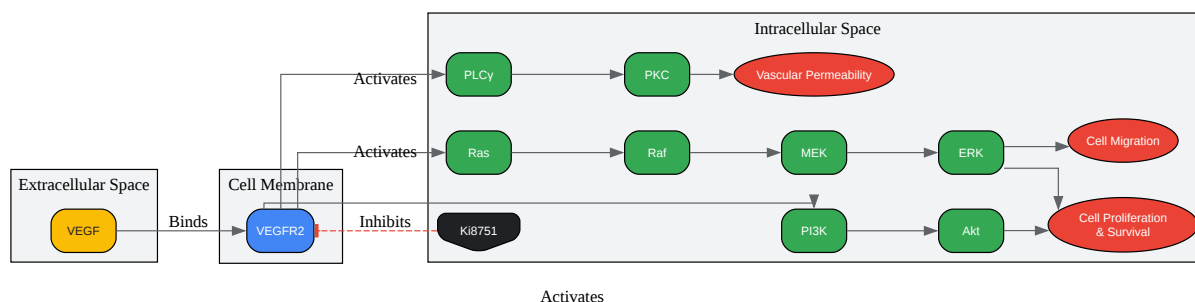 Intracellular Space
PLCγ
PKC
Vascular Permeability
Activates
Activates
Ras
Raf
MEK
ERK
Cell Migration
Extracellular Space
Cell Membrane
VEGF
Binds
VEGFR2
Inhibits
Ki8751
PI3K
Akt
Cell Proliferation
& Survival
Activates